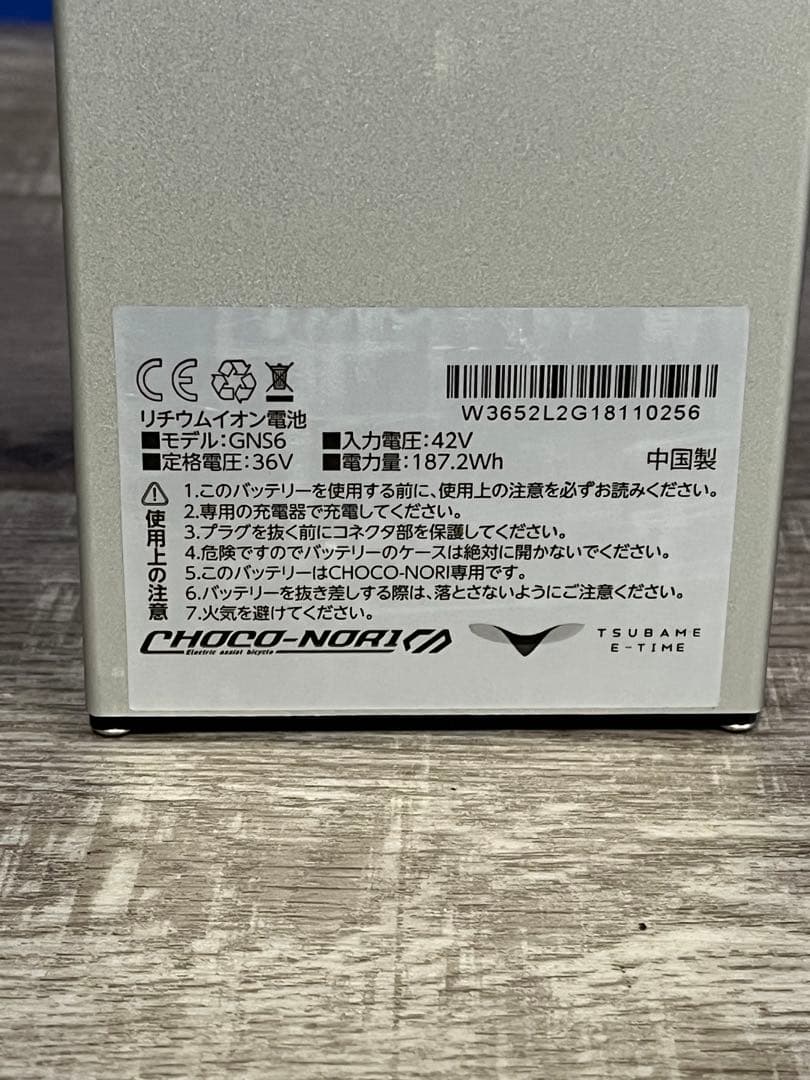 CE
W3652L2G18110256
リチウムイオン電池
■モデル:GNS6 ■入力電圧:42V
■定格電圧:36V ■電力量:187.2Wh 中国製
使用上の注意
1.このバッテリーを使用する前に、使用上の注意を必ずお読みください。
2.専用の充電器で充電してください。
3.プラグを抜く前にコネクタ部を保護してください。
4.危険ですのでバッテリーのケースは絶対に開かないでください。
5.このバッテリーはCHOCO-NORI専用です。
6.バッテリーを抜き差しする際は、落とさないようにご注意ください。
7.火気を避けてください。
CHOCO-NORI
Electric assist bicycle
TSUBAME
E-TIME